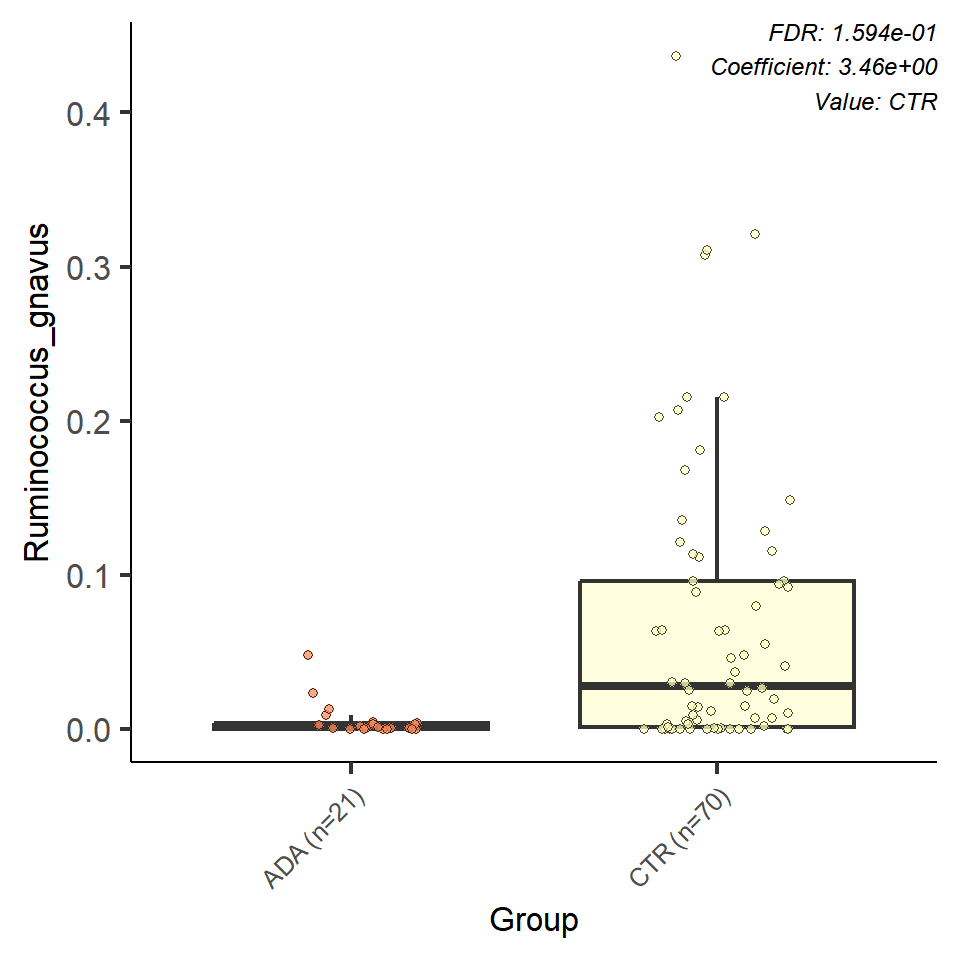 FDR: 1.594e-01
Coefficient: 3.46e+00
Value: CTR
Ruminococcus_gnavus
0.4
0.3
0.2
0.1
0.0
ADA (n=21)
CTR (n=70)
Group